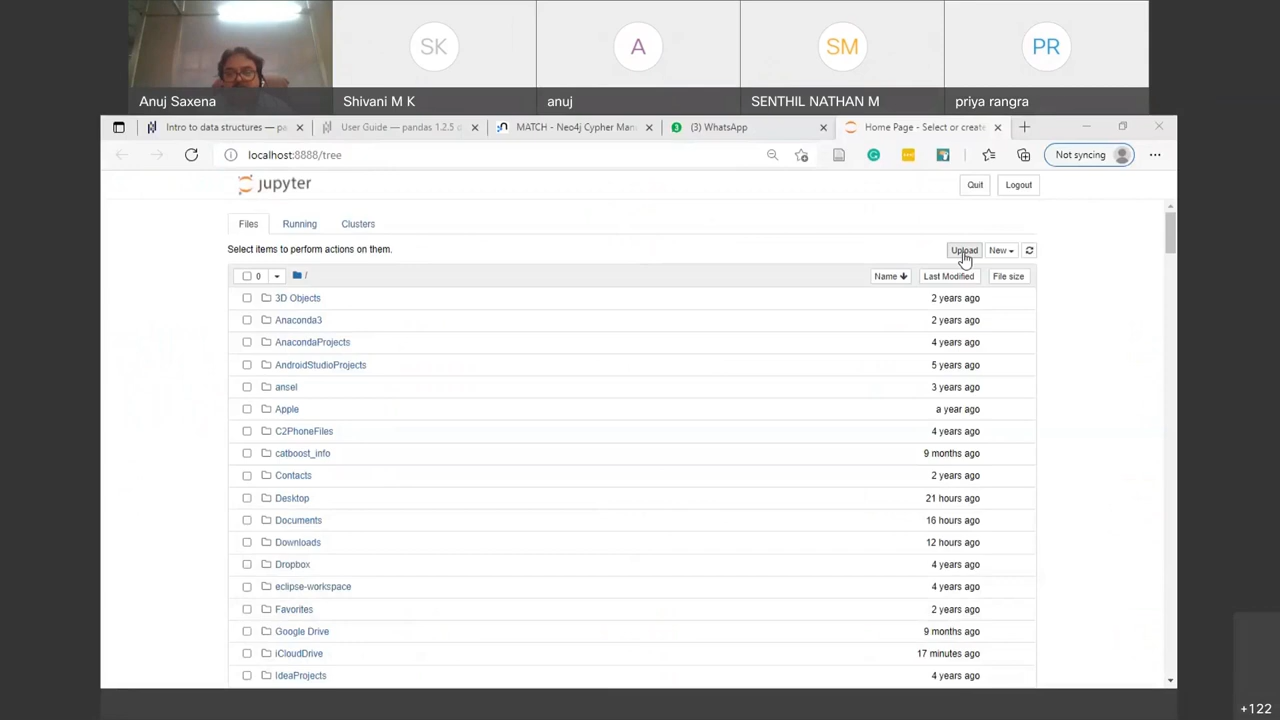 SK
A
SM
PR
Anuj Saxena
Shivani M K
anuj
SENTHIL NATHAN M
priya rangra
Intro to data structures — pa
User Guide — pandas 1.2.5 d
MATCH - Neo4j Cypher Man
(3) WhatsApp
Home Page - Select or create
localhost:8888/tree
Not syncing
jupyter
Quit
Logout
Files
Running
Clusters
Select items to perform actions on them.
Upload
New
0
/
Name
Last Modified
File size
3D Objects 2 years ago
Anaconda3 2 years ago
AnacondaProjects 4 years ago
AndroidStudioProjects 5 years ago
ansel 3 years ago
Apple a year ago
C2PhoneFiles 4 years ago
catboost_info 9 months ago
Contacts 2 years ago
Desktop 21 hours ago
Documents 16 hours ago
Downloads 12 hours ago
Dropbox 4 years ago
eclipse-workspace 4 years ago
Favorites 2 years ago
Google Drive 9 months ago
iCloudDrive 17 minutes ago
IdeaProjects 4 years ago
+122